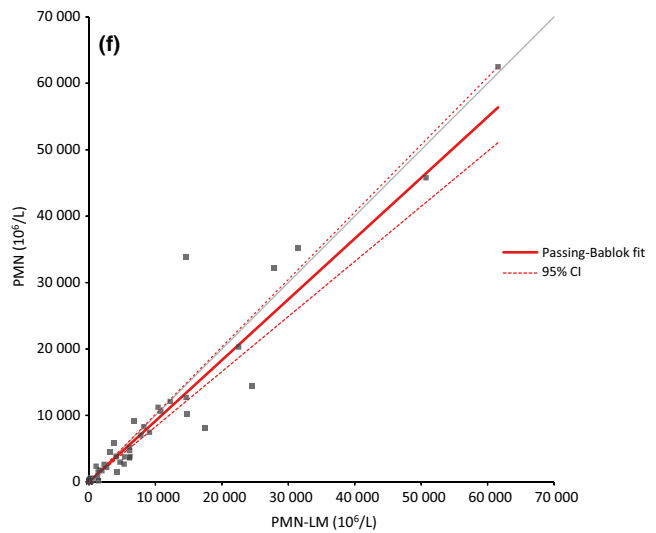 (f)
70 000
60 000
50 000
40 000
30 000
20 000
10 000
0
PMN (10⁶/L)
0 10 000 20 000 30 000 40 000 50 000 60 000 70 000
PMN-LM (10⁶/L)
Passing-Bablok fit
95% CI